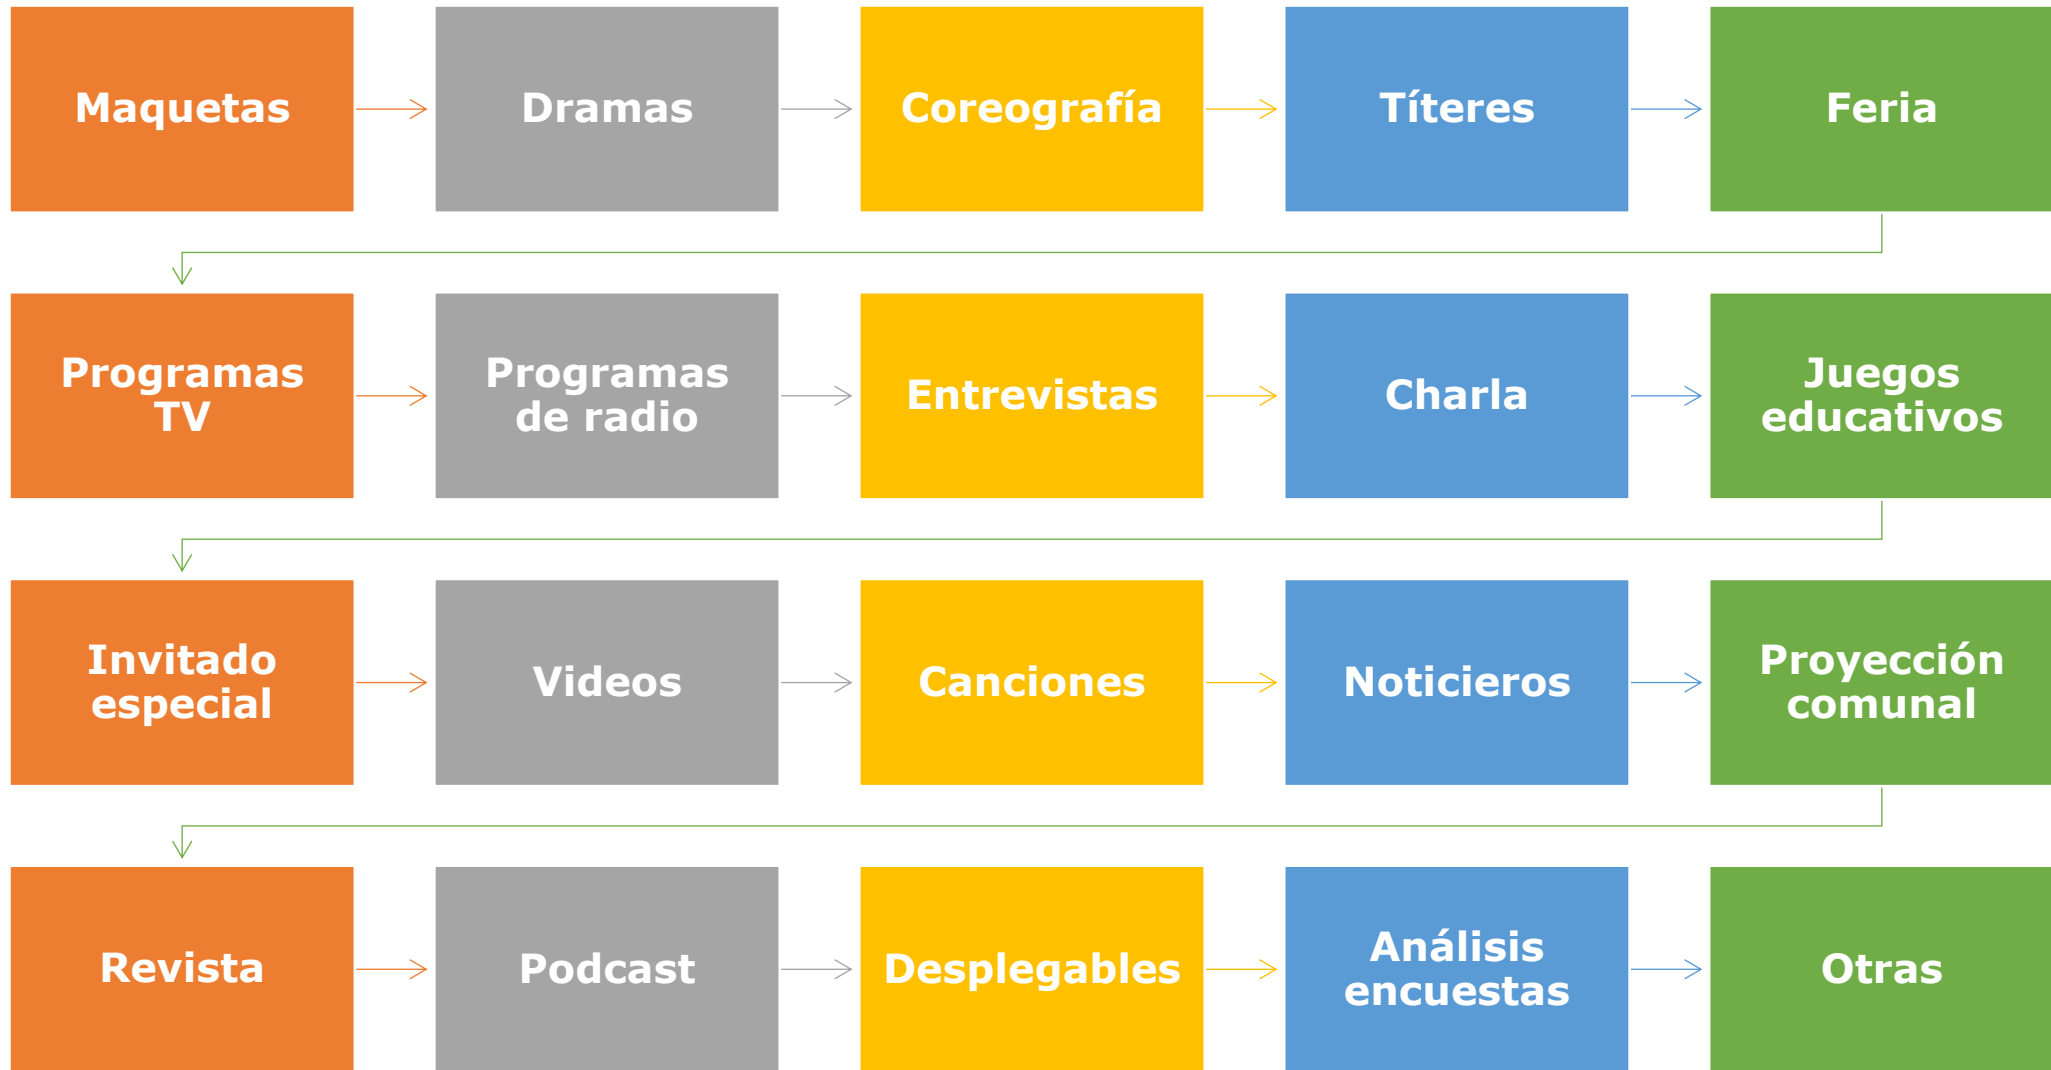 Maquetas
Dramas
Coreografía
Títeres
Feria
Programas
TV
Programas
de radio
Entrevistas
Charla
Juegos
educativos
Invitado
especial
Videos
Canciones
Noticieros
Proyección
comunal
Revista
Podcast
Desplegables
Análisis
encuestas
Otras